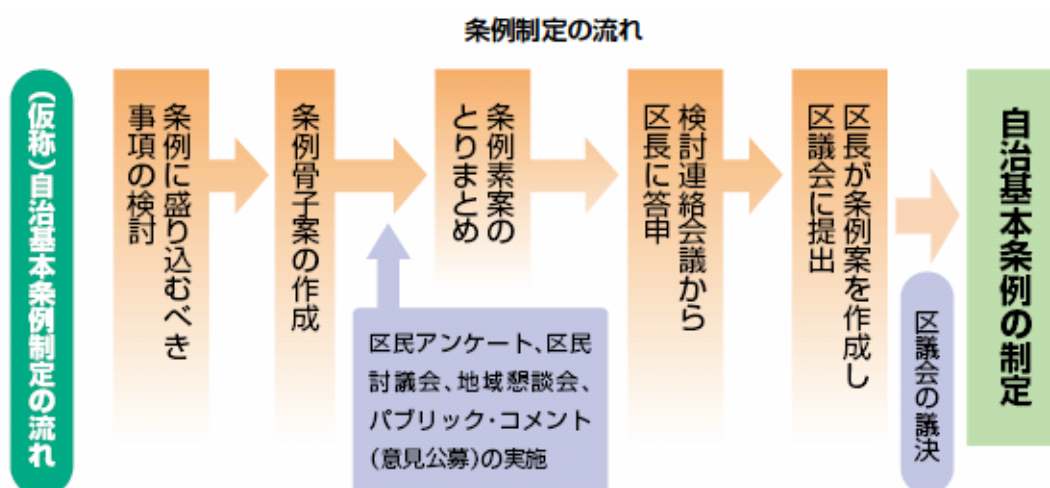 条例制定の流れ
(仮称)自治基本条例制定の流れ
条例に盛り込むべき
事項の検討
条例骨子案の作成
条例素案の
とりまとめ
検討連絡会議から
区長に答申
区長が条例案を作成し
区議会に提出
自治基本条例の制定
区民アンケート、区民
討議会、地域懇談会、
パブリック・コメント
(意見公募)の実施
区議会の議決